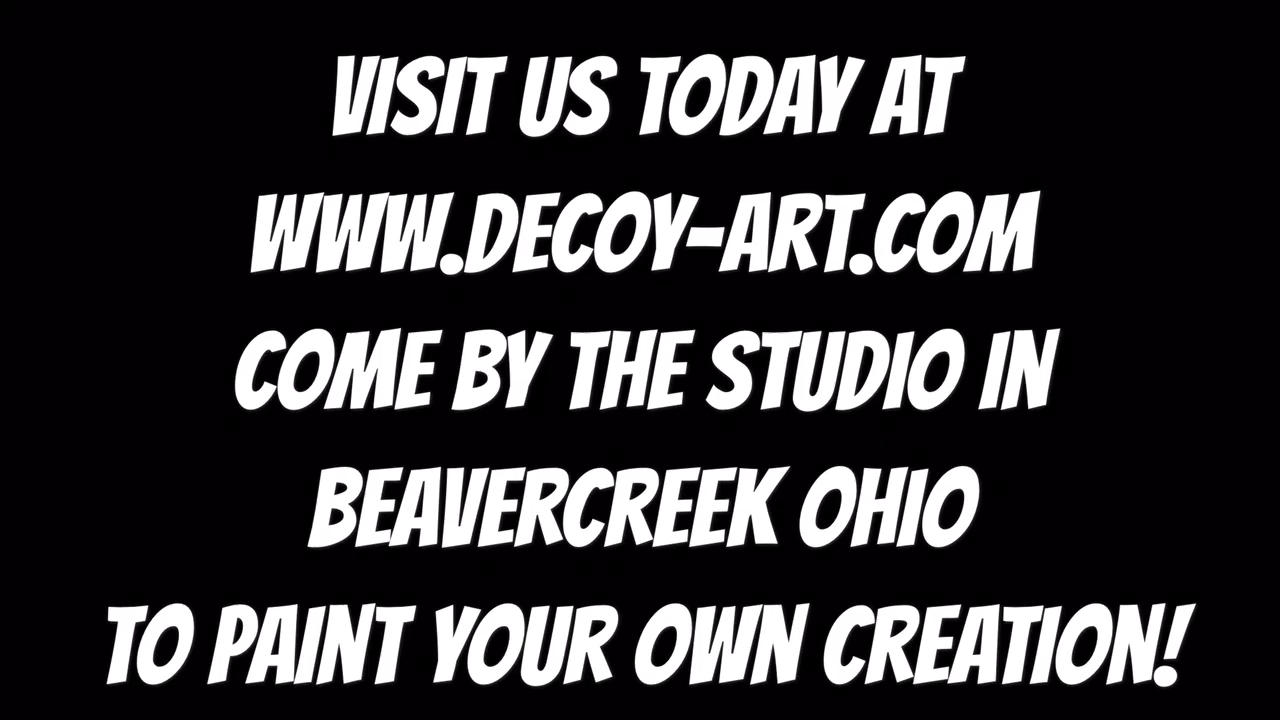 VISIT US TODAY AT
WWW.DECOY-ART.COM
COME BY THE STUDIO IN
BEAVERCREEK OHIO
TO PAINT YOUR OWN CREATION!